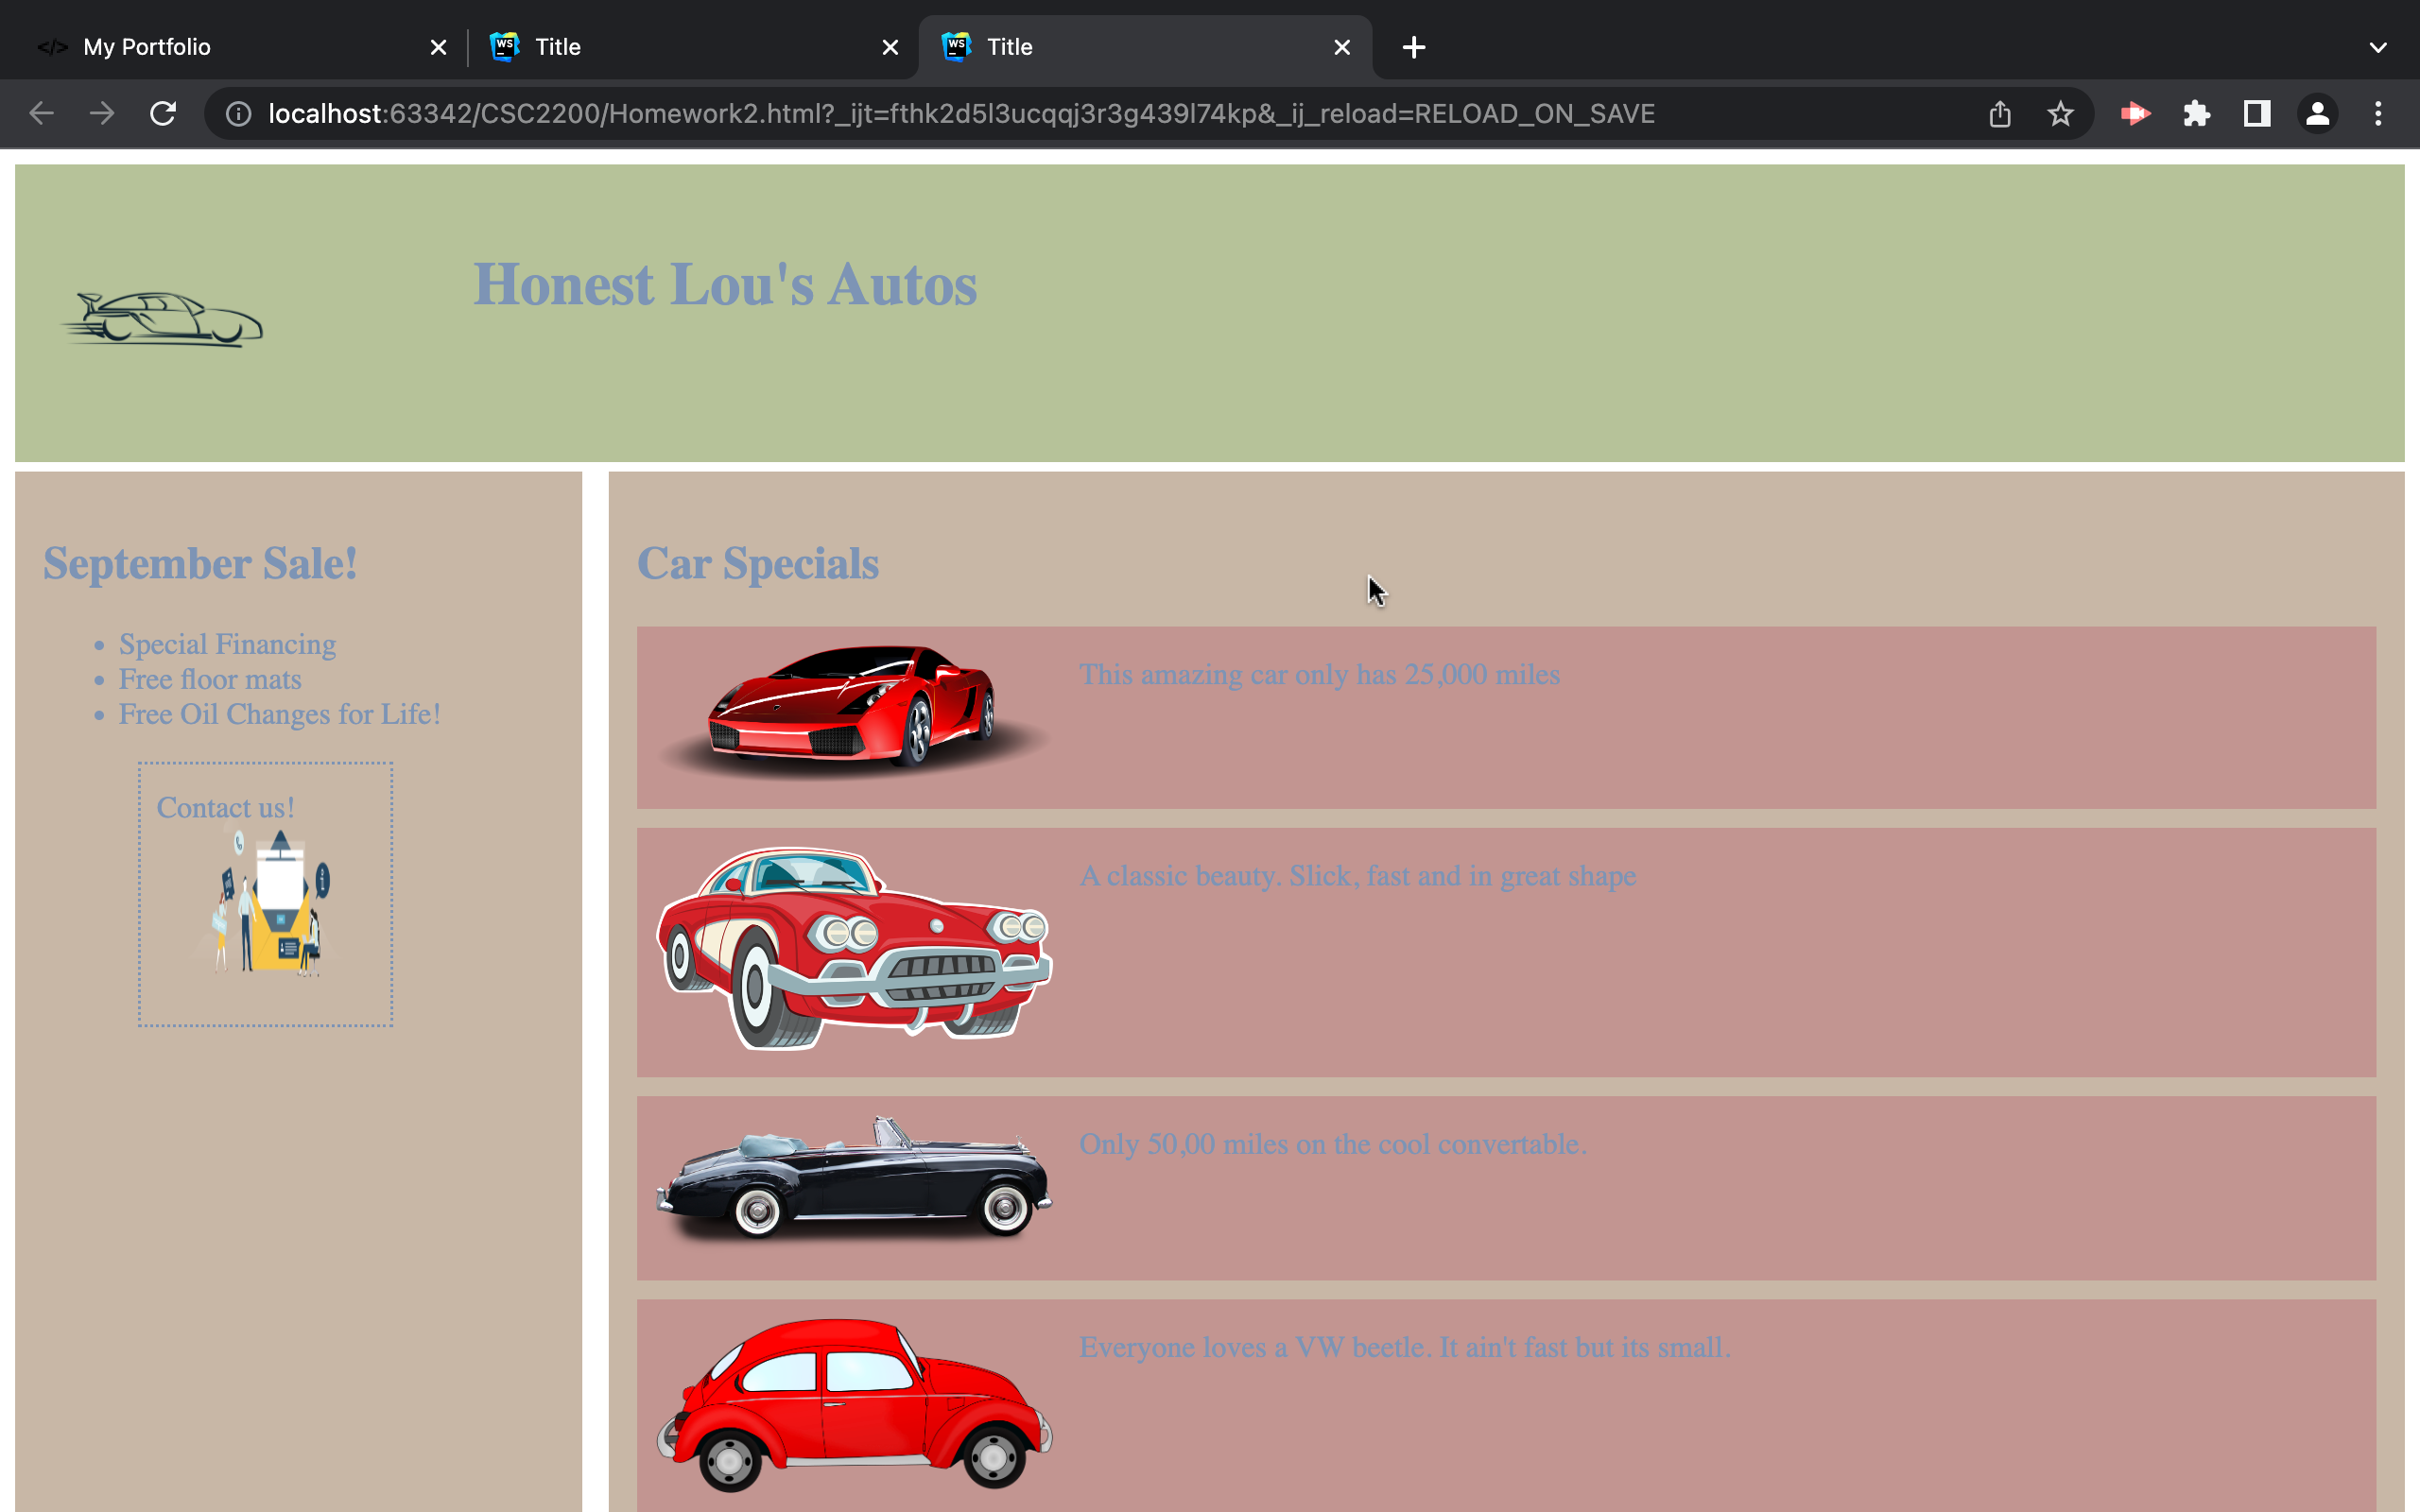 My Portfolio
Title
Title
localhost:63342/CSC2200/Homework2.html?_ijt=fthk2d5l3ucqqj3r3g439l74kp&_ij_reload=RELOAD_ON_SAVE
Honest Lou's Autos
September Sale!
Special Financing
Free floor mats
Free Oil Changes for Life!
Contact us!
Car Specials
This amazing car only has 25,000 miles
A classic beauty. Slick, fast and in great shape
Only 50,00 miles on the cool convertable.
Everyone loves a VW beetle. It ain't fast but its small.